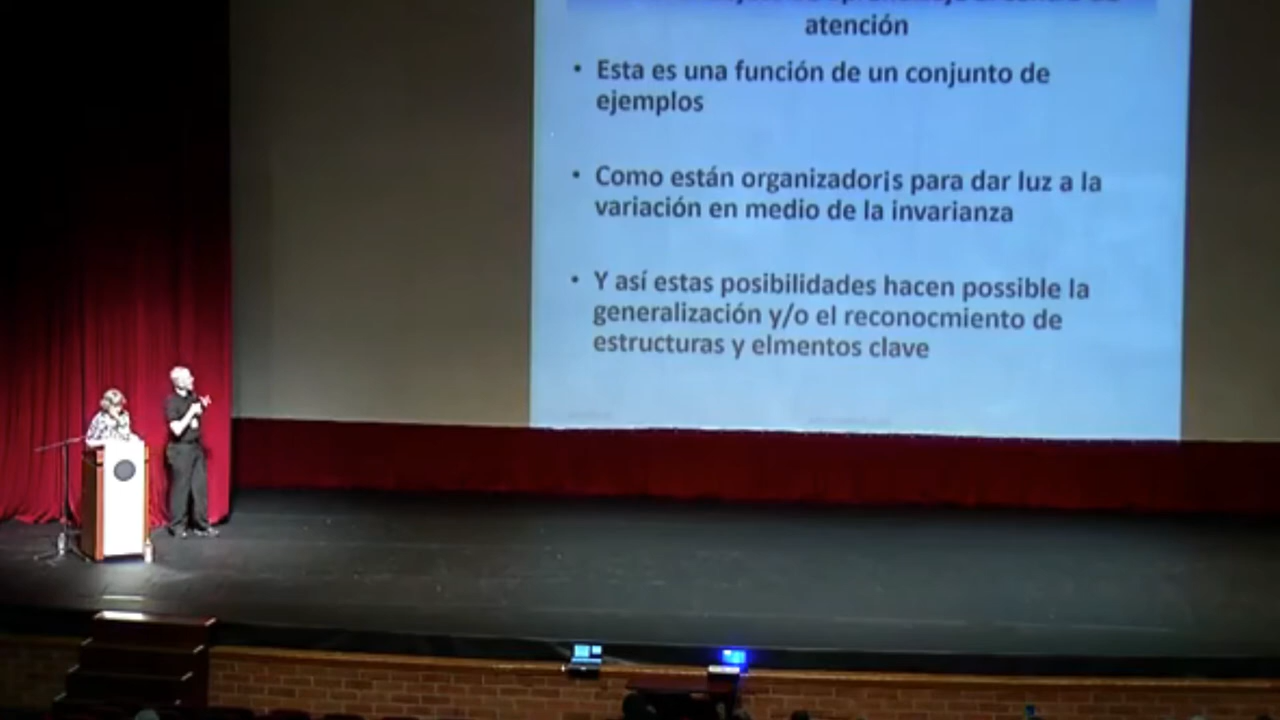 atención
• Esta es una función de un conjunto de
ejemplos
• Como están organizador¡s para dar luz a la
variación en medio de la invarianza
• Y así estas posibilidades hacen possible la
generalización y/o el reconocmiento de
estructuras y elmentos clave